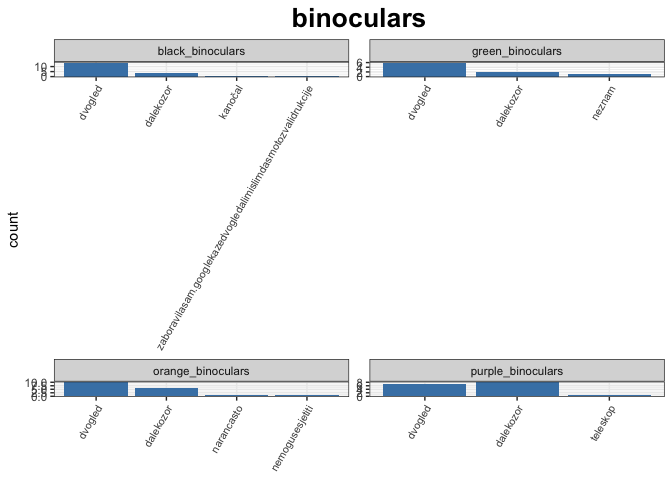 binoculars
black_binoculars
green_binoculars
10
5
0
6
4
2
0
dvogled
dalekozor
kanočal
zaboravilasam.googlekazedvogledalimislimdasmotozvalidrukcije
dvogled
dalekozor
neznam
count
orange_binoculars
purple_binoculars
10.0
7.5
5.0
2.5
0.0
8
6
4
2
0
dvogled
dalekozor
narancasto
nemogusesjetiti
dvogled
dalekozor
teleskop